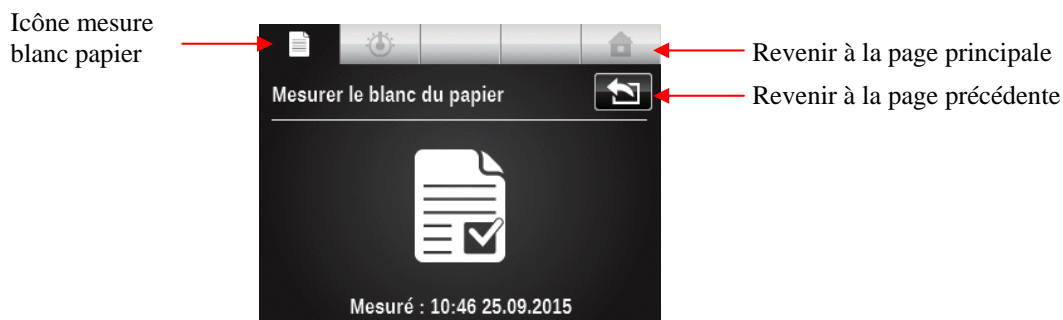 Icône mesure
blanc papier
Revenir à la page principale
Mesurer le blanc du papier
Revenir à la page précédente
Mesuré : 10:46 25.09.2015